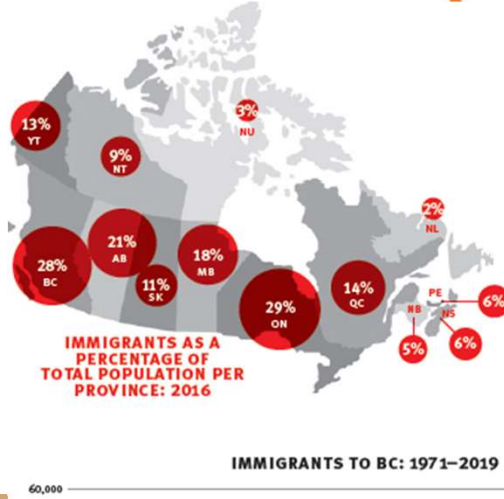 3%
NU
13%
YT
9%
NT
2%
NL
21%
AB
18%
MB
28%
BC
11%
SK
29%
ON
14%
QC
PE
6%
NB
NS
5%
6%
IMMIGRANTS AS A
PERCENTAGE OF
TOTAL POPULATION PER
PROVINCE: 2016
IMMIGRANTS TO BC: 1971–2019
60,000